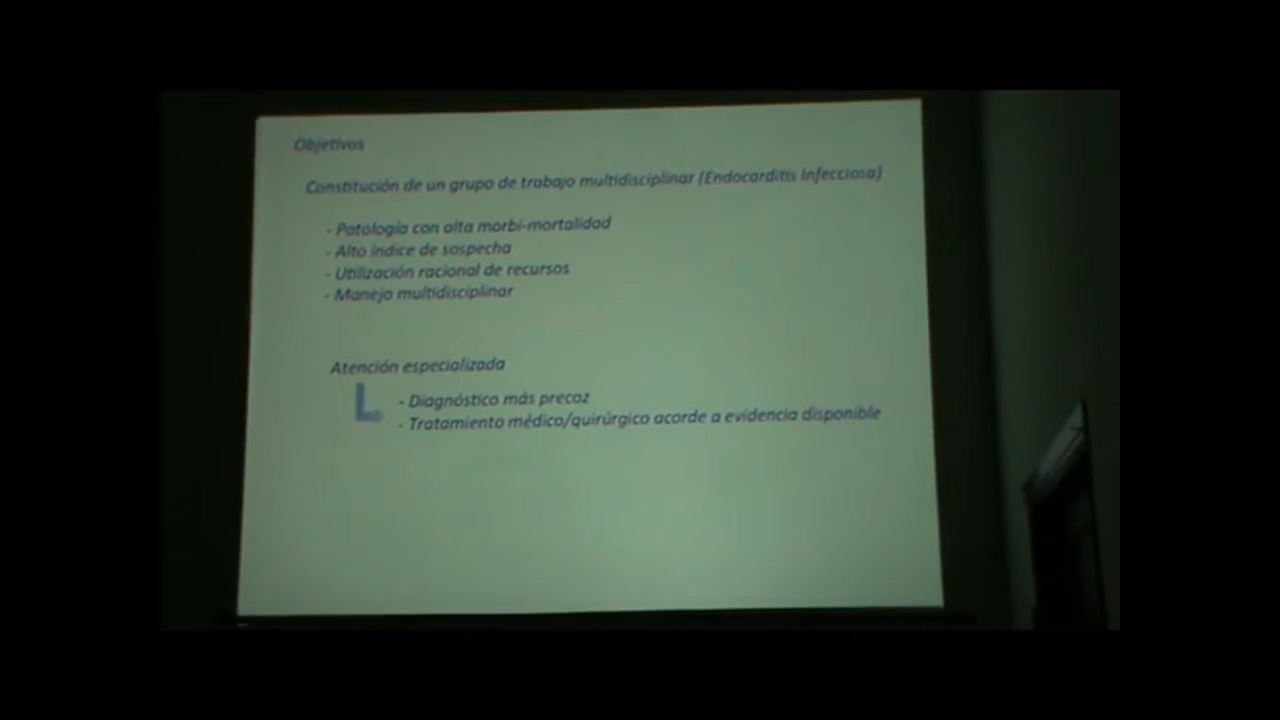 Objetivos
Constitución de un grupo de trabajo multidisciplinar (Endocarditis Infecciosa)
- Patología con alta morbi-mortalidad
- Alto índice de sospecha
- Utilización racional de recursos
- Manejo multidisciplinar
Atención especializada
- Diagnóstico más precoz
- Tratamiento médico/quirúrgico acorde a evidencia disponible